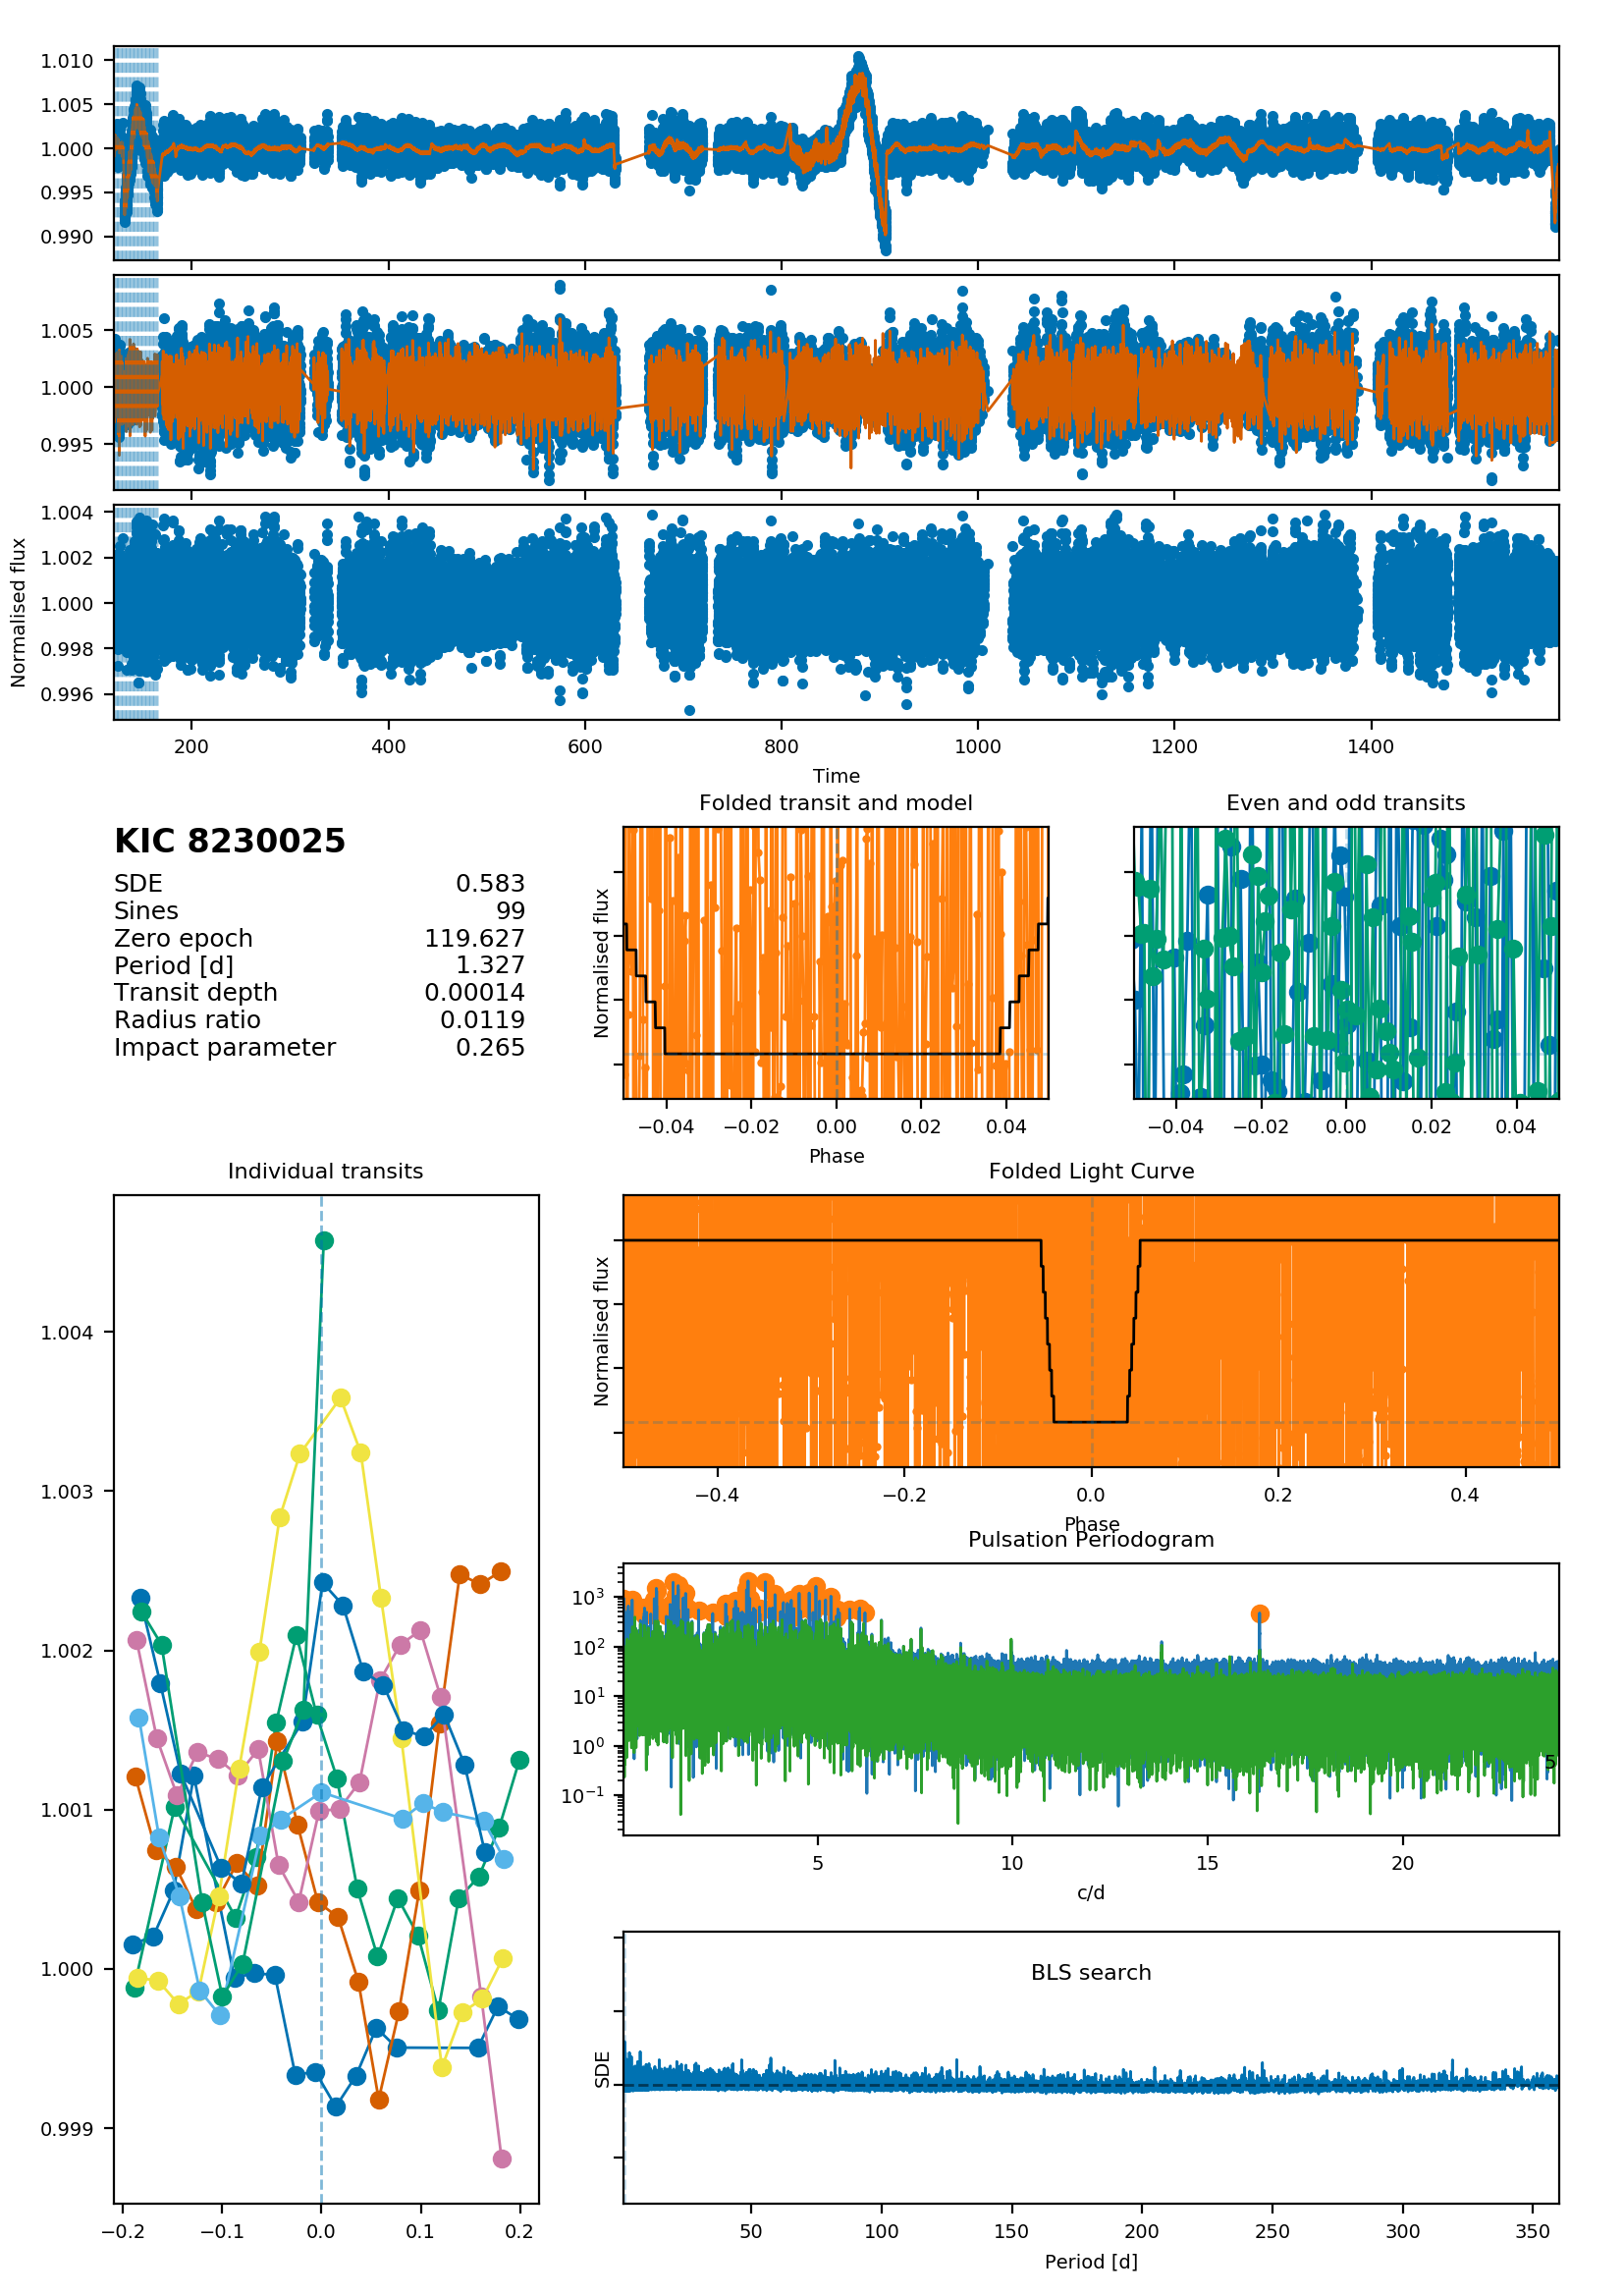 1.010
1.005
1.000
0.995
0.990
1.005
1.000
0.995
1.004
1.002
1.000
0.998
0.996
Normalised flux
200 400 600 800 1000 1200 1400
Time
KIC 8230025
SDE 0.583
Sines 99
Zero epoch 119.627
Period [d] 1.327
Transit depth 0.00014
Radius ratio 0.0119
Impact parameter 0.265
Folded transit and model
Normalised flux
−0.04 −0.02 0.00 0.02 0.04
Phase
Even and odd transits
−0.04 −0.02 0.00 0.02 0.04
Individual transits
1.004
1.003
1.002
1.001
1.000
0.999
−0.2 −0.1 0.0 0.1 0.2
Folded Light Curve
Normalised flux
−0.4 −0.2 0.0 0.2 0.4
Phase
Pulsation Periodogram
10³
10²
10¹
10⁰
10⁻¹
5
5 10 15 20
c/d
BLS search
SDE
50 100 150 200 250 300 350
Period [d]